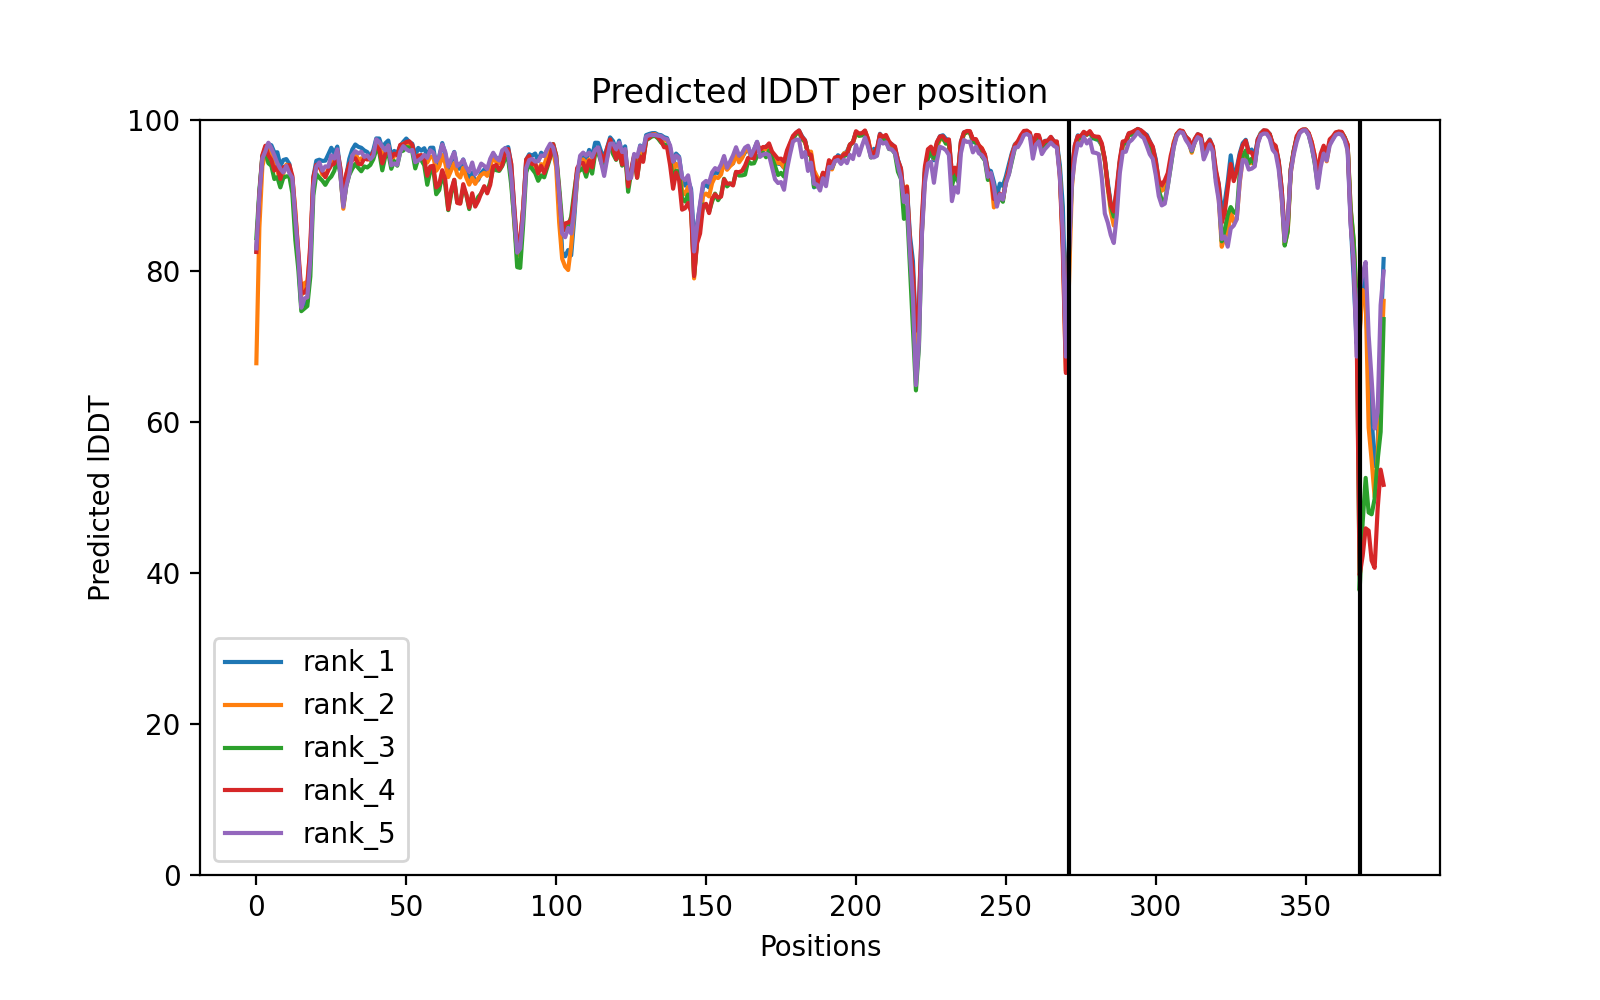 Predicted lDDT per position
Predicted lDDT
100
80
60
40
20
0
rank_1
rank_2
rank_3
rank_4
rank_5
0 50 100 150 200 250 300 350
Positions